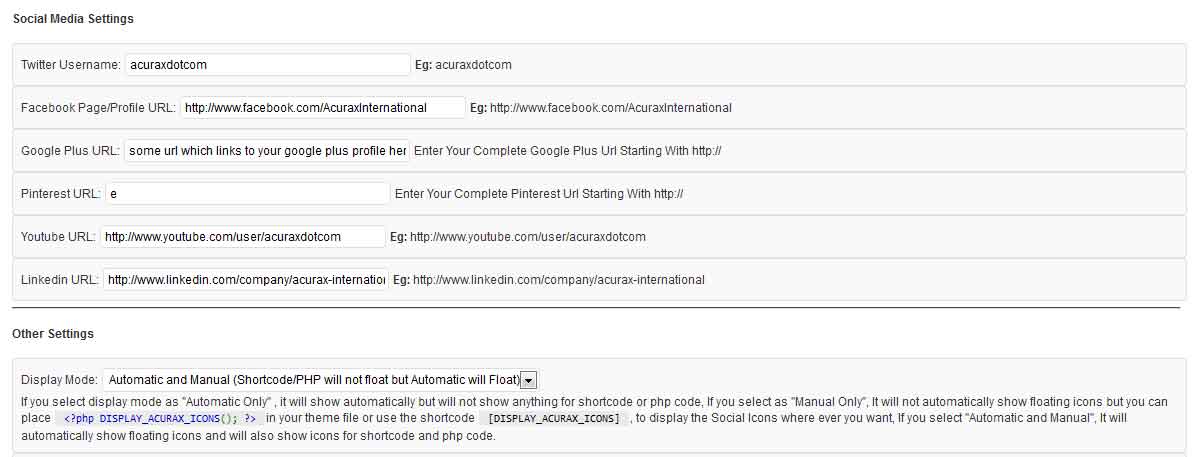 Social Media Settings
Twitter Username: acuraxdotcom Eg: acuraxdotcom
Facebook Page/Profile URL: http://www.facebook.com/AcuraxInternational Eg: http://www.facebook.com/AcuraxInternational
Google Plus URL: some url which links to your google plus profile her Enter Your Complete Google Plus Url Starting With http://
Pinterest URL: e Enter Your Complete Pinterest Url Starting With http://
Youtube URL: http://www.youtube.com/user/acuraxdotcom Eg: http://www.youtube.com/user/acuraxdotcom
Linkedin URL: http://www.linkedin.com/company/acurax-internatio Eg: http://www.linkedin.com/company/acurax-international
Other Settings
Display Mode: Automatic and Manual (Shortcode/PHP will not float but Automatic will Float)
If you select display mode as "Automatic Only" , it will show automatically but will not show anything for shortcode or php code, If you select as "Manual Only", It will not automatically show floating icons but you can
place <?php DISPLAY_ACURAX_ICONS(); ?> in your theme file or use the shortcode [DISPLAY_ACURAX_ICONS] , to display the Social Icons where ever you want, If you select "Automatic and Manual", It will
automatically show floating icons and will also show icons for shortcode and php code.